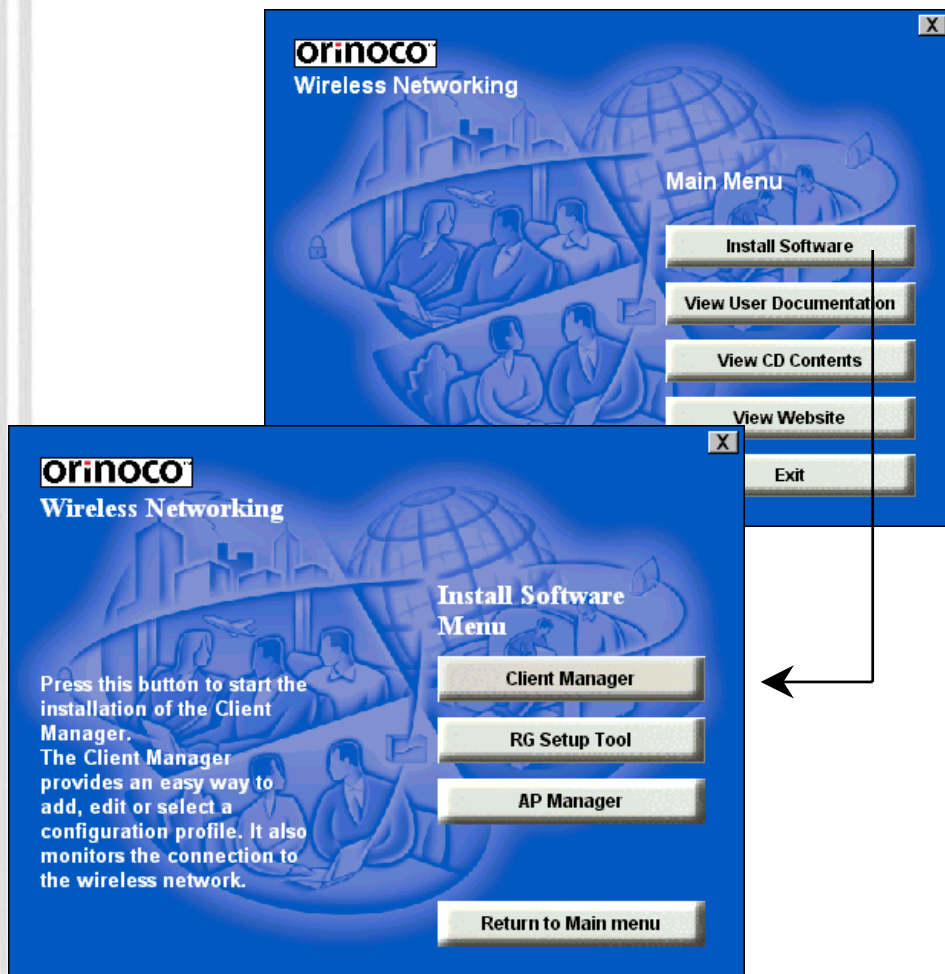 X
orinoco™
Wireless Networking
Main Menu
Install Software
View User Documentation
View CD Contents
View Website
Exit
X
orinoco™
Wireless Networking
Install Software
Menu
Client Manager
RG Setup Tool
AP Manager
Return to Main menu
Press this button to start the
installation of the Client
Manager.
The Client Manager
provides an easy way to
add, edit or select a
configuration profile. It also
monitors the connection to
the wireless network.